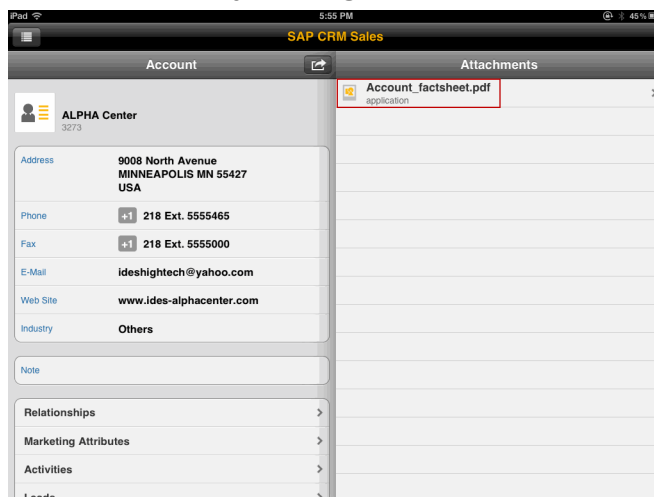 iPad 5:55 PM 45%
SAP CRM Sales
Account
Attachments
Account_factsheet.pdf
application
ALPHA Center
3273
Address 9008 North Avenue
MINNEAPOLIS MN 55427
USA
Phone +1 218 Ext. 5555465
Fax +1 218 Ext. 5555000
E-Mail ideshightech@yahoo.com
Web Site www.ides-alphacenter.com
Industry Others
Note
Relationships
Marketing Attributes
Activities
Leads